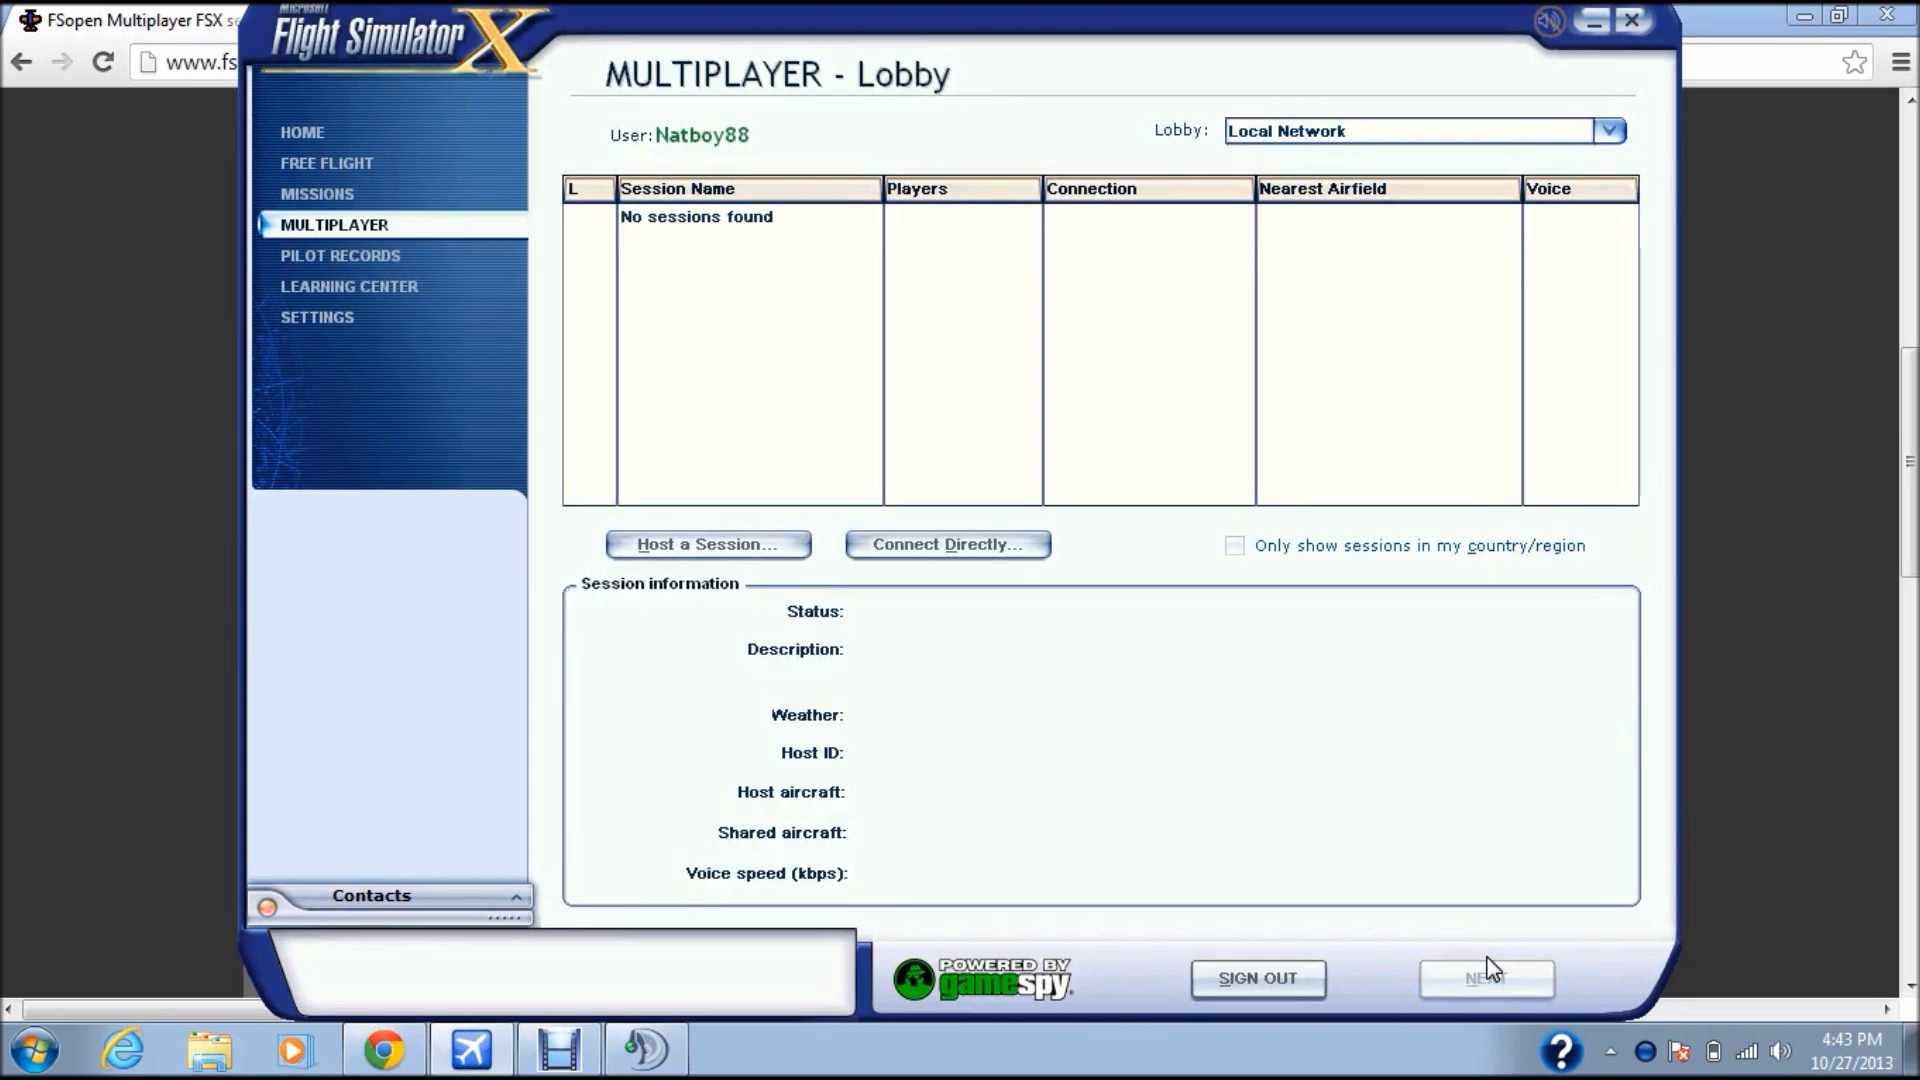 FSopen Multiplayer FSX
www.fs
Microsoft
Flight Simulator X
MULTIPLAYER - Lobby
User: Natboy88
Lobby: Local Network
HOME
FREE FLIGHT
MISSIONS
MULTIPLAYER
PILOT RECORDS
LEARNING CENTER
SETTINGS
L Session Name Players Connection Nearest Airfield Voice
No sessions found
Host a Session... Connect Directly... Only show sessions in my country/region
Session information
Status:
Description:
Weather:
Host ID:
Host aircraft:
Shared aircraft:
Voice speed (kbps):
Contacts
POWERED BY
gamespy
SIGN OUT
4:43 PM
10/27/2013